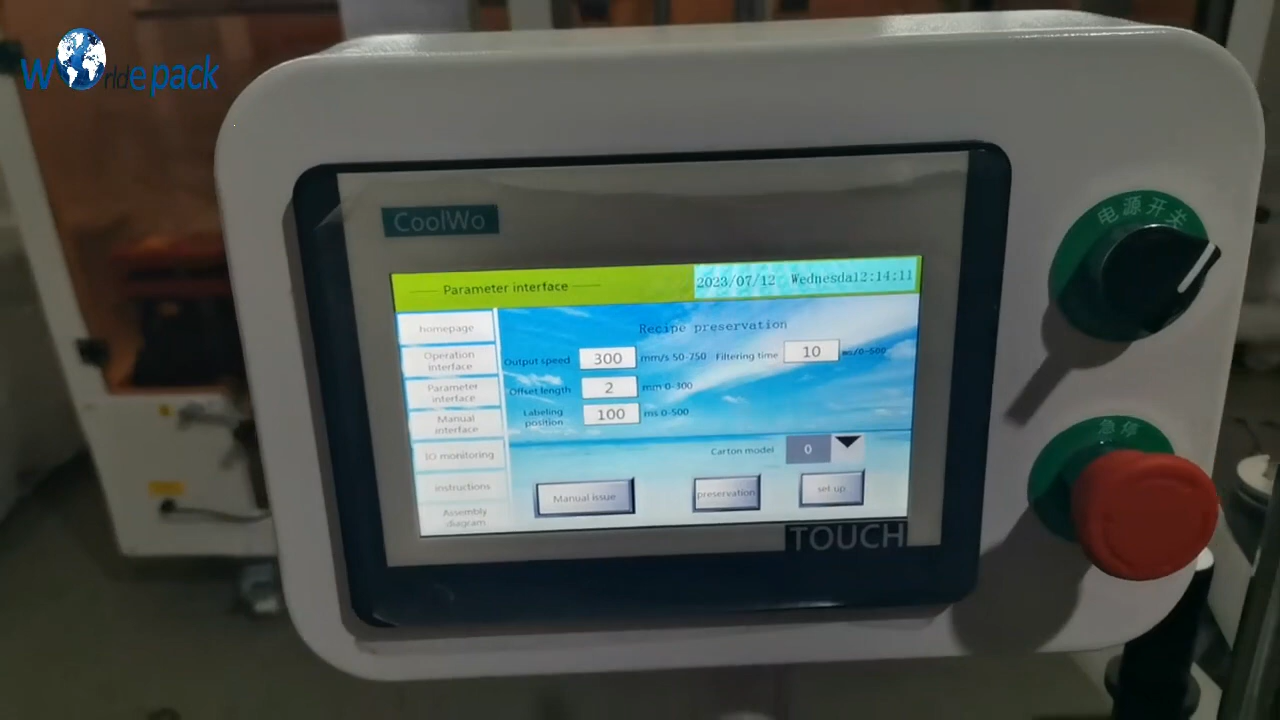 Worldepack
电源开关
CoolWo
Parameter interface
2023/07/12 Wednesda12:14:11
homepage
Recipe preservation
Operation
interface
Output speed 300 mm/s 50-750 Filtering time 10 ms/0-500
Parameter
interface
Offset length 2 mm 0-300
Manual
interface
Labeling
position 100 ms 0-500
IO monitoring
Carton model 0
instructions
Manual issue preservation set up
Assembly
diagram
急停
TOUCH